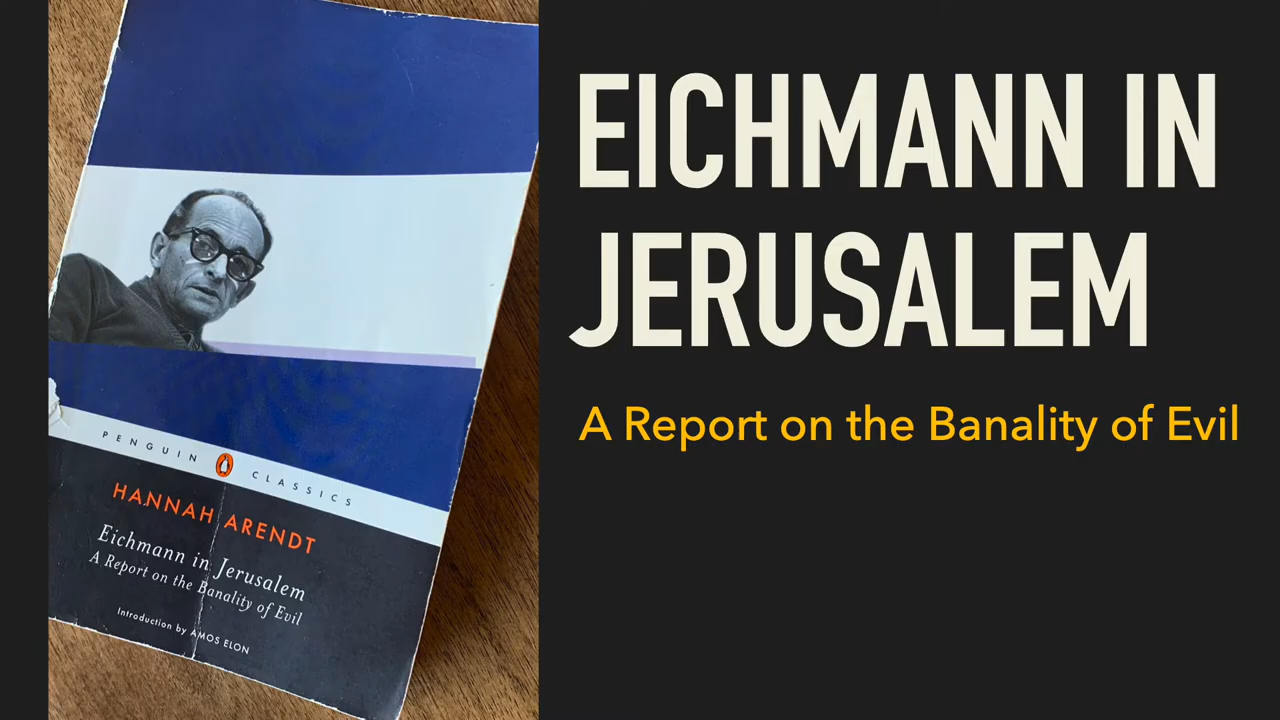 PENGUIN CLASSICS
HANNAH ARENDT
Eichmann in Jerusalem
A Report on the Banality of Evil
Introduction by AMOS ELON
EICHMANN IN
JERUSALEM
A Report on the Banality of Evil